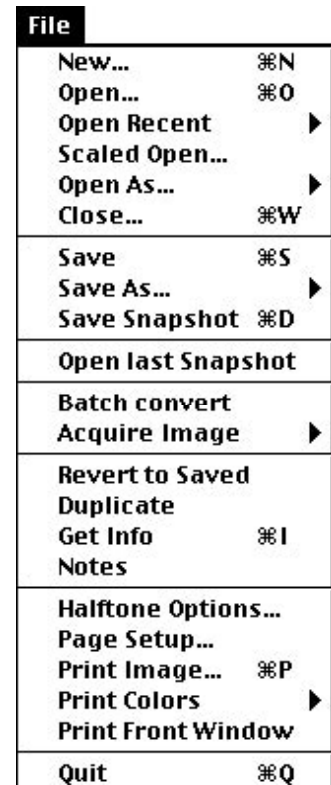 File
New... ⌘N
Open... ⌘O
Open Recent
Scaled Open...
Open As...
Close... ⌘W
Save ⌘S
Save As...
Save Snapshot ⌘D
Open last Snapshot
Batch convert
Acquire Image
Revert to Saved
Duplicate
Get Info ⌘I
Notes
Halftone Options...
Page Setup...
Print Image... ⌘P
Print Colors
Print Front Window
Quit ⌘Q